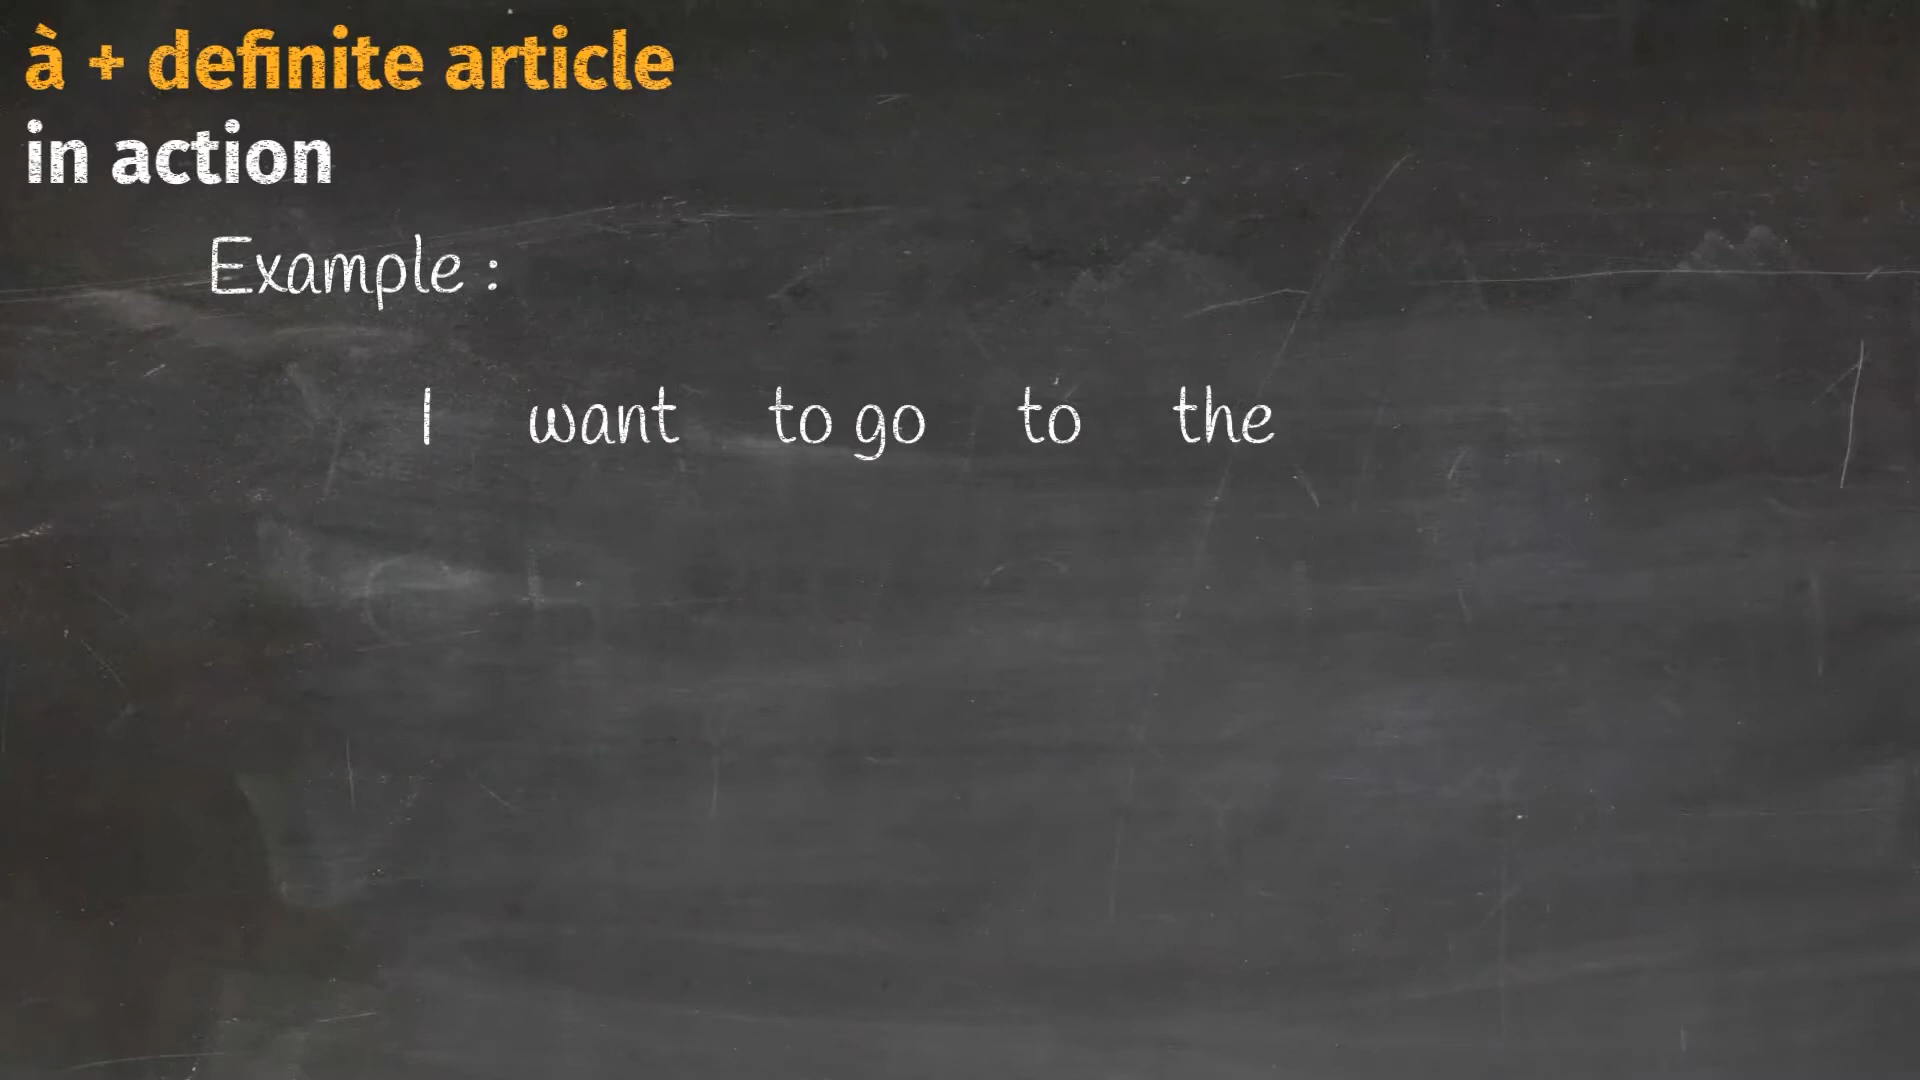 à + definite article
in action
Example :
I want to go to the